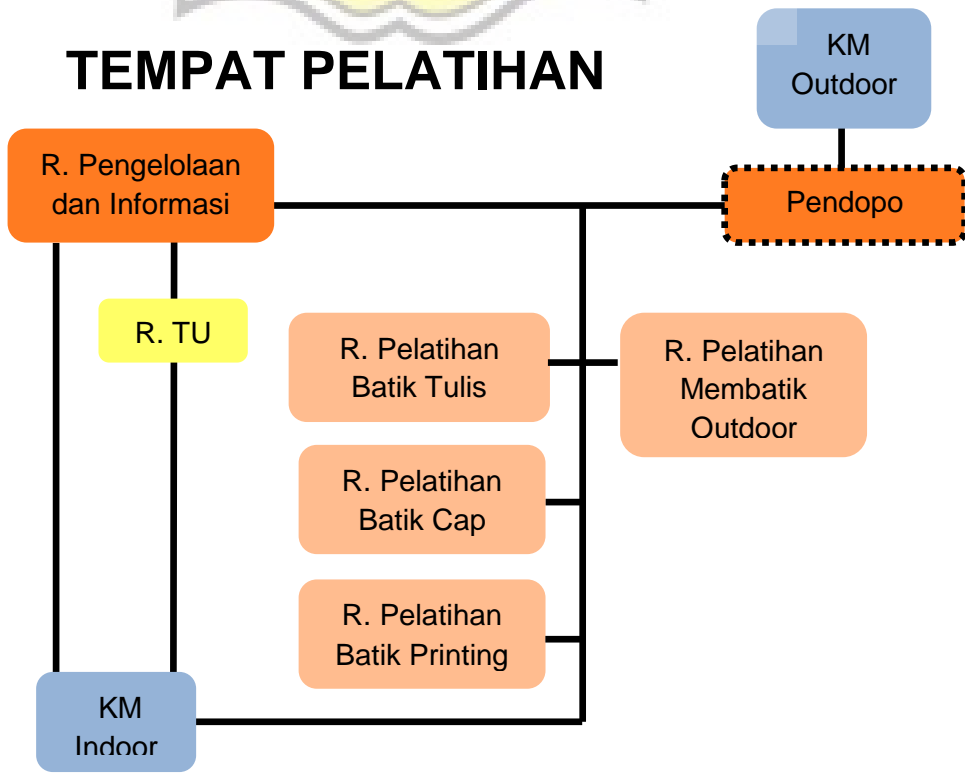 TEMPAT PELATIHAN
KM
Outdoor
R. Pengelolaan
dan Informasi
Pendopo
R. TU
R. Pelatihan
Batik Tulis
R. Pelatihan
Membatik
Outdoor
R. Pelatihan
Batik Cap
R. Pelatihan
Batik Printing
KM
Indoor